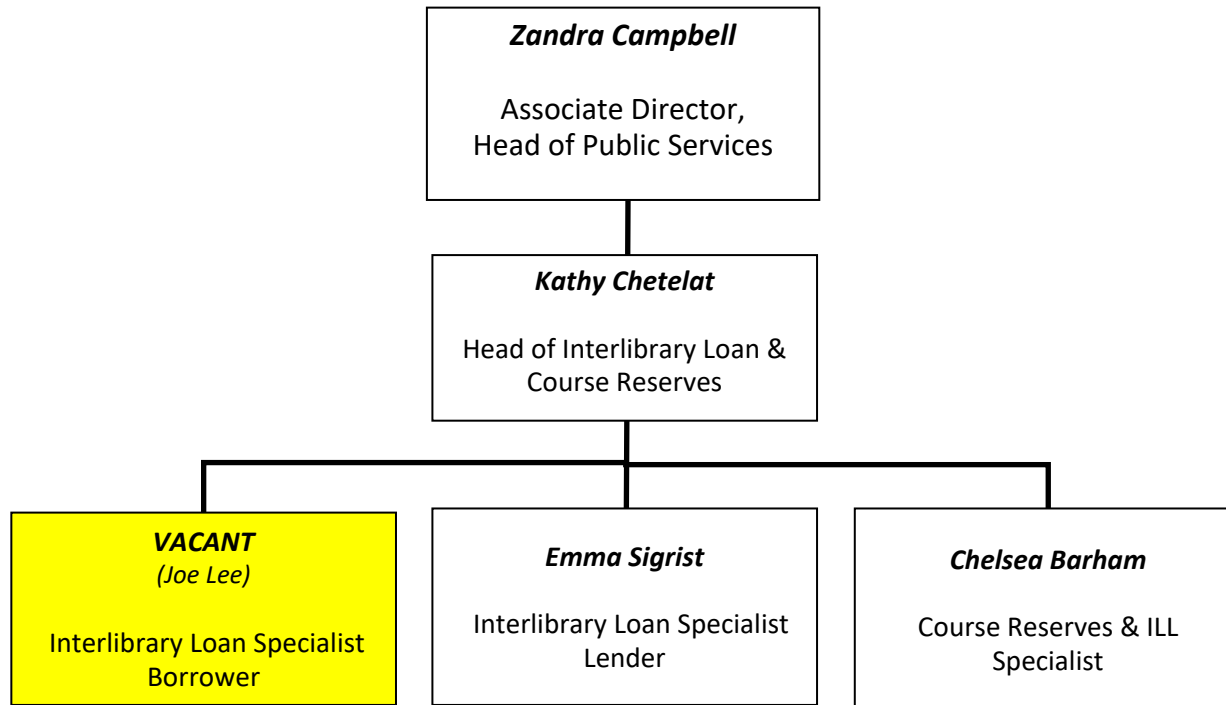 Zandra Campbell
Associate Director,
Head of Public Services
Kathy Chetelat
Head of Interlibrary Loan &
Course Reserves
VACANT
(Joe Lee)
Interlibrary Loan Specialist
Borrower
Emma Sigrist
Interlibrary Loan Specialist
Lender
Chelsea Barham
Course Reserves & ILL
Specialist